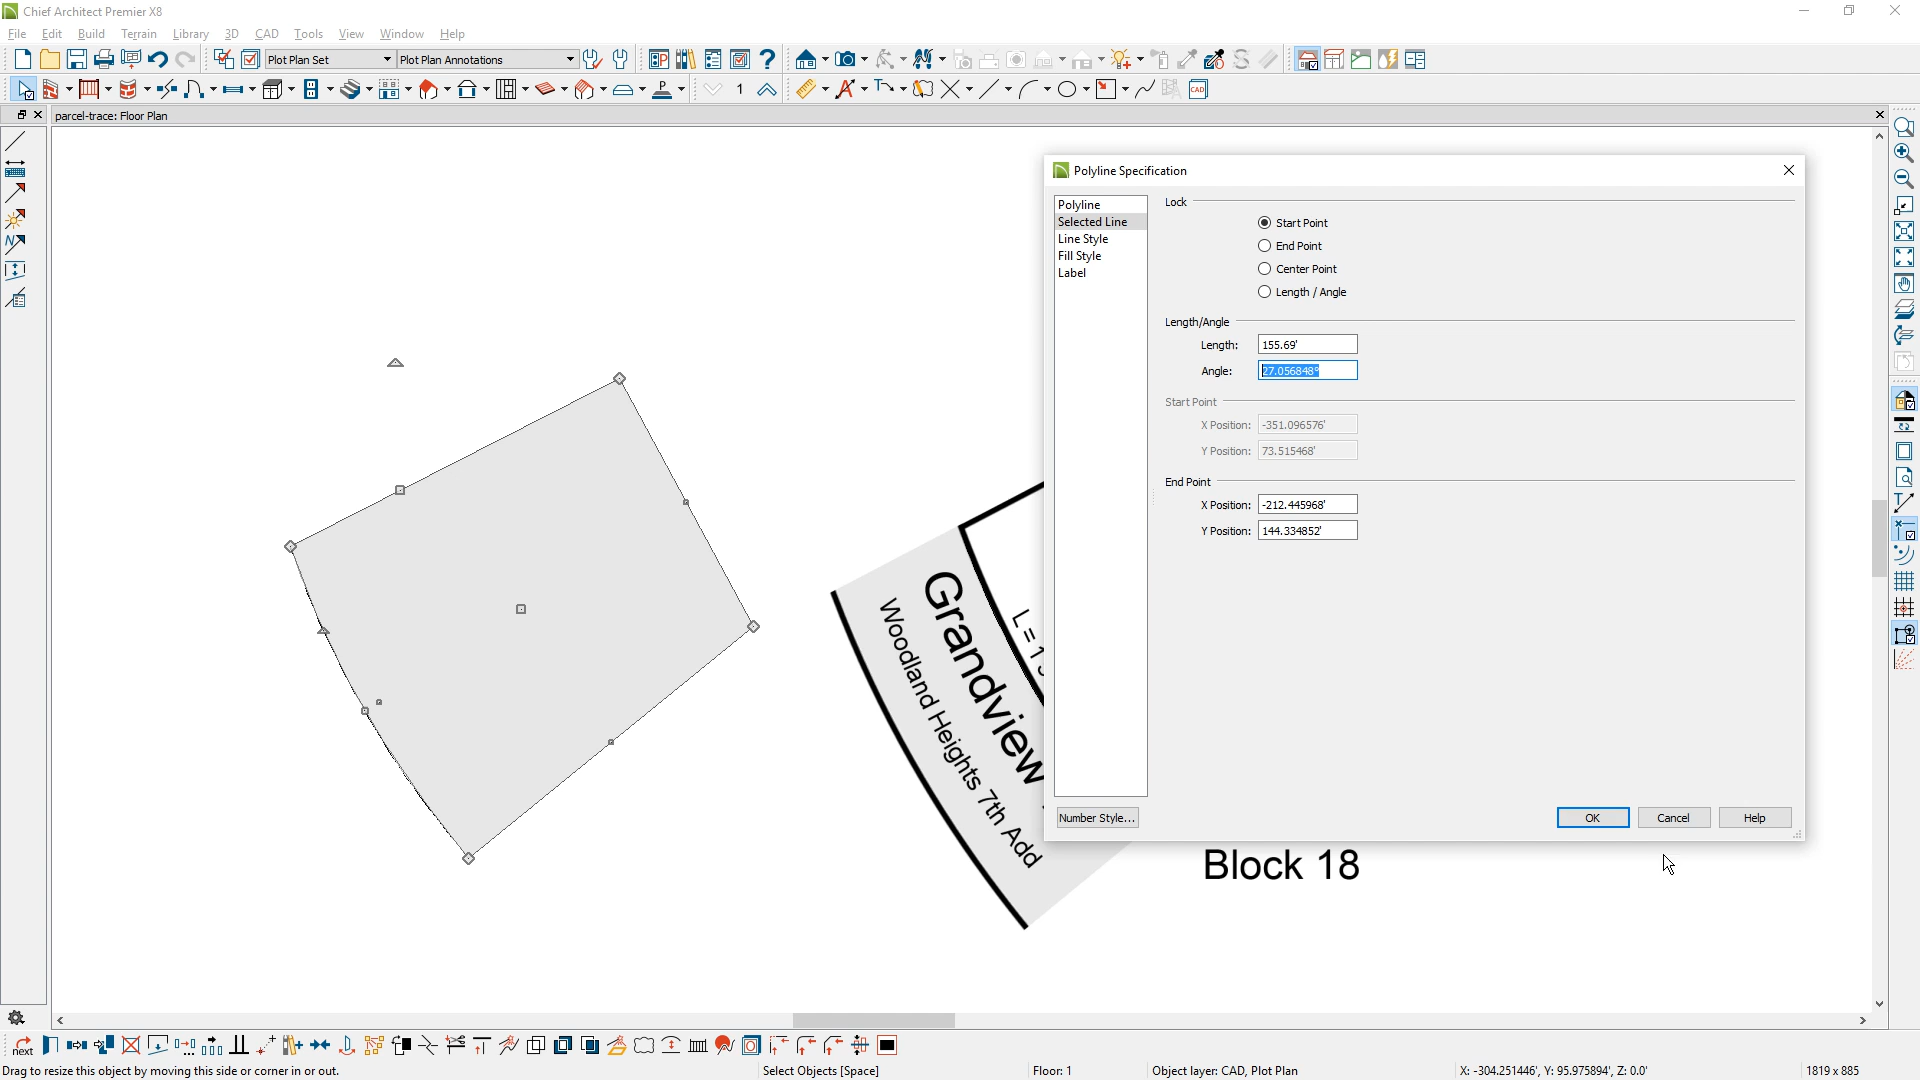 Chief Architect Premier X8
File Edit Build Terrain Library 3D CAD Tools View Window Help
Plot Plan Set Plot Plan Annotations
1
P
CAD
parcel-trace: Floor Plan
N
Polyline Specification
Polyline
Selected Line
Line Style
Fill Style
Label
Lock
Start Point
End Point
Center Point
Length / Angle
Length/Angle
Length: 155.69'
Angle: 27.056848°
Start Point
X Position: -351.096576'
Y Position: 73.515468'
End Point
X Position: -212.445968'
Y Position: 144.334852'
Number Style... OK Cancel Help
Grandview
Woodland Heights 7th Add
L = 1
Block 18
next
Drag to resize this object by moving this side or corner in or out. Select Objects [Space] Floor: 1 Object layer: CAD, Plot Plan X: -304.251446', Y: 95.975894', Z: 0.0' 1819 x 885